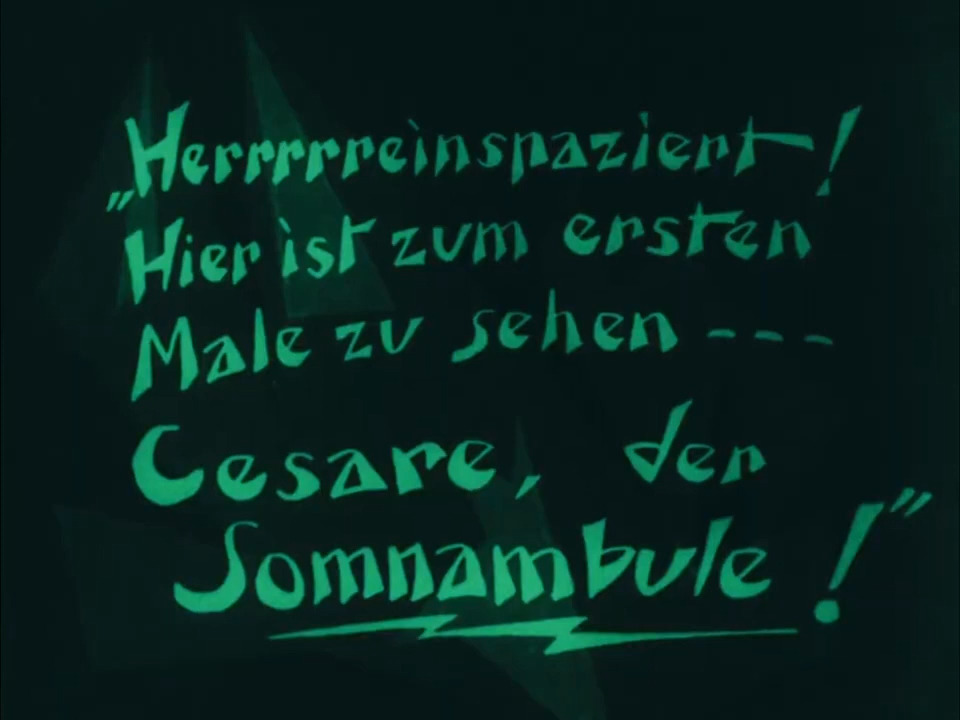 „Herrrrreinspaziert!
Hier ist zum ersten
Male zu sehen ---
Cesare, der
Somnambule!”